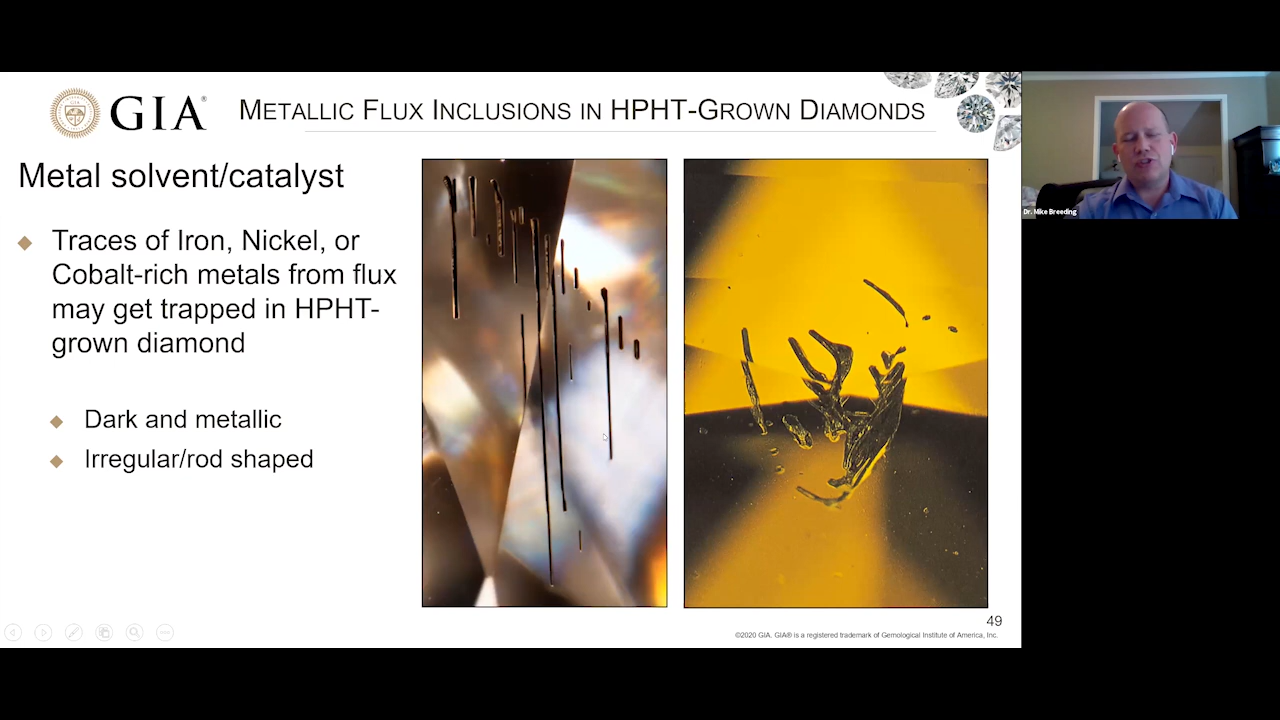 GIA®
METALLIC FLUX INCLUSIONS IN HPHT-GROWN DIAMONDS
Metal solvent/catalyst
Traces of Iron, Nickel, or
Cobalt-rich metals from flux
may get trapped in HPHT-
grown diamond
Dark and metallic
Irregular/rod shaped
49
©2020 GIA. GIA® is a registered trademark of Gemological Institute of America, Inc.
Dr. Mike Breeding